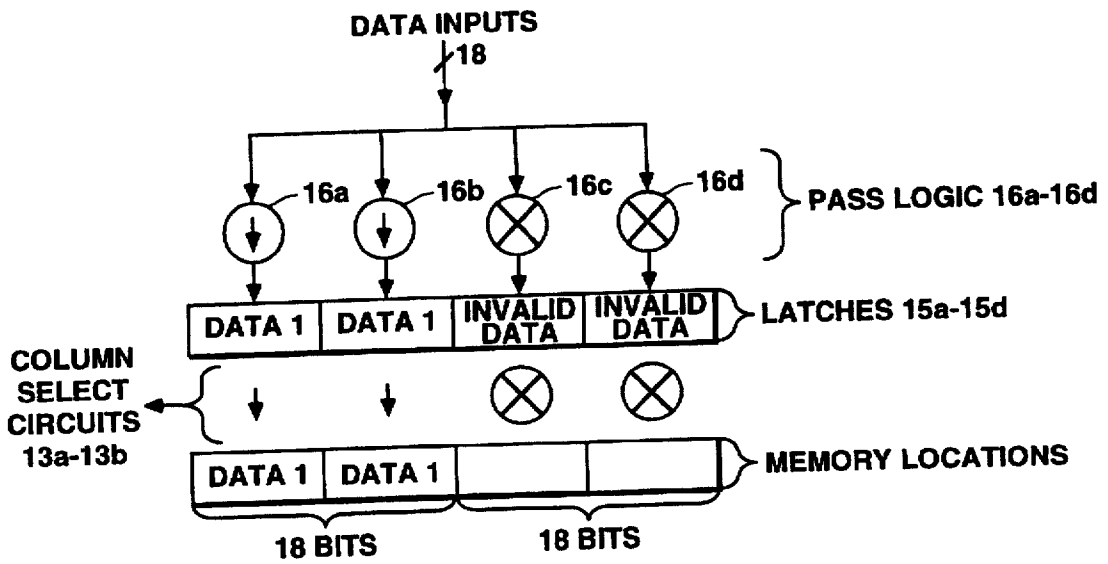 DATA INPUTS
18
16a
16b
16c
16d
PASS LOGIC 16a-16d
DATA 1
DATA 1
INVALID
DATA
INVALID
DATA
LATCHES 15a-15d
COLUMN
SELECT
CIRCUITS
13a-13b
DATA 1
DATA 1
MEMORY LOCATIONS
18 BITS
18 BITS